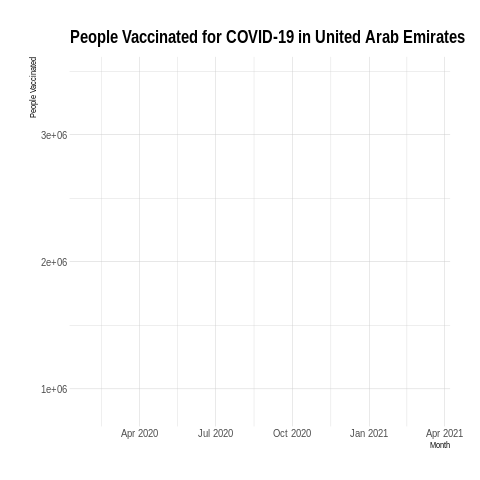 People Vaccinated for COVID-19 in United Arab Emirates
People Vaccinated
3e+06
2e+06
1e+06
Apr 2020 Jul 2020 Oct 2020 Jan 2021 Apr 2021
Month